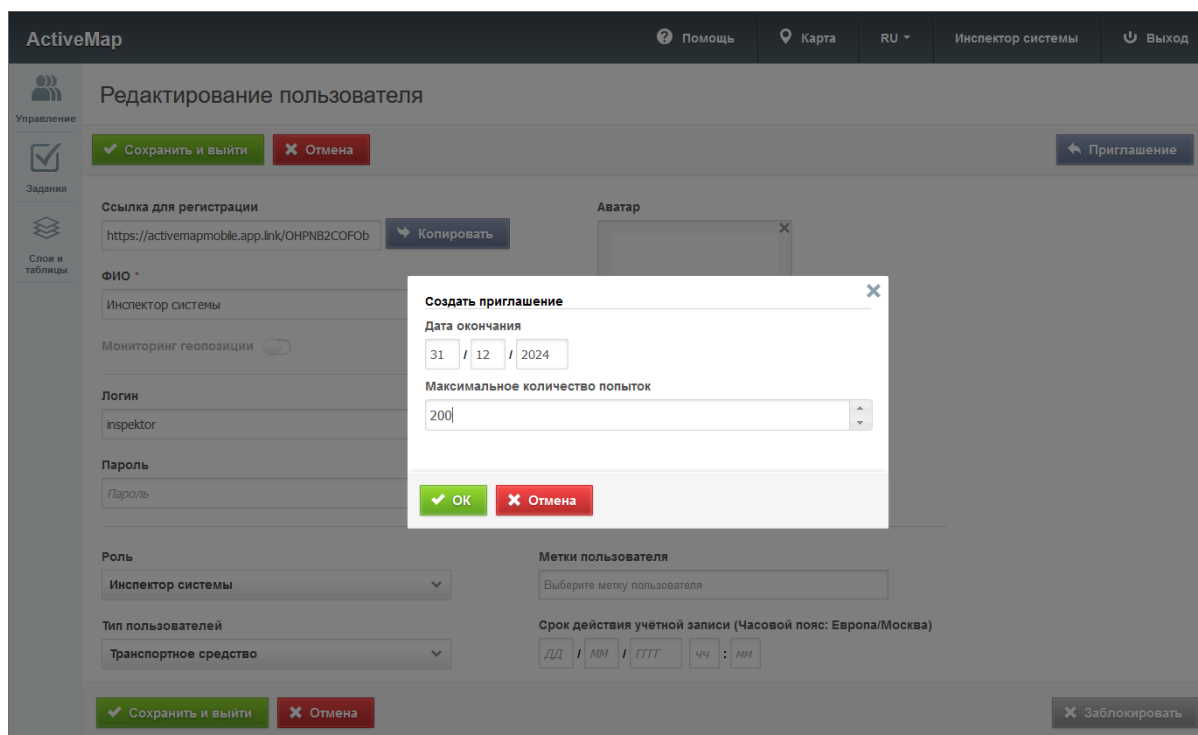 ActiveMap
Помощь
Карта
RU
Инспектор системы
Выход
Управление
Задания
Слои и
таблицы
Редактирование пользователя
Сохранить и выйти
Отмена
Приглашение
Ссылка для регистрации
https://activemapmobile.app.link/OHPNB2COFOb
Копировать
Аватар
ФИО *
Инспектор системы
Мониторинг геопозиции
Логин
inspektor
Пароль
Пароль
Создать приглашение
Дата окончания
31 / 12 / 2024
Максимальное количество попыток
200
ОК
Отмена
Роль
Инспектор системы
Метки пользователя
Выберите метку пользователя
Тип пользователей
Транспортное средство
Срок действия учётной записи (Часовой пояс: Европа/Москва)
ДД / ММ / ГГГГ чч : мм
Сохранить и выйти
Отмена
Заблокировать